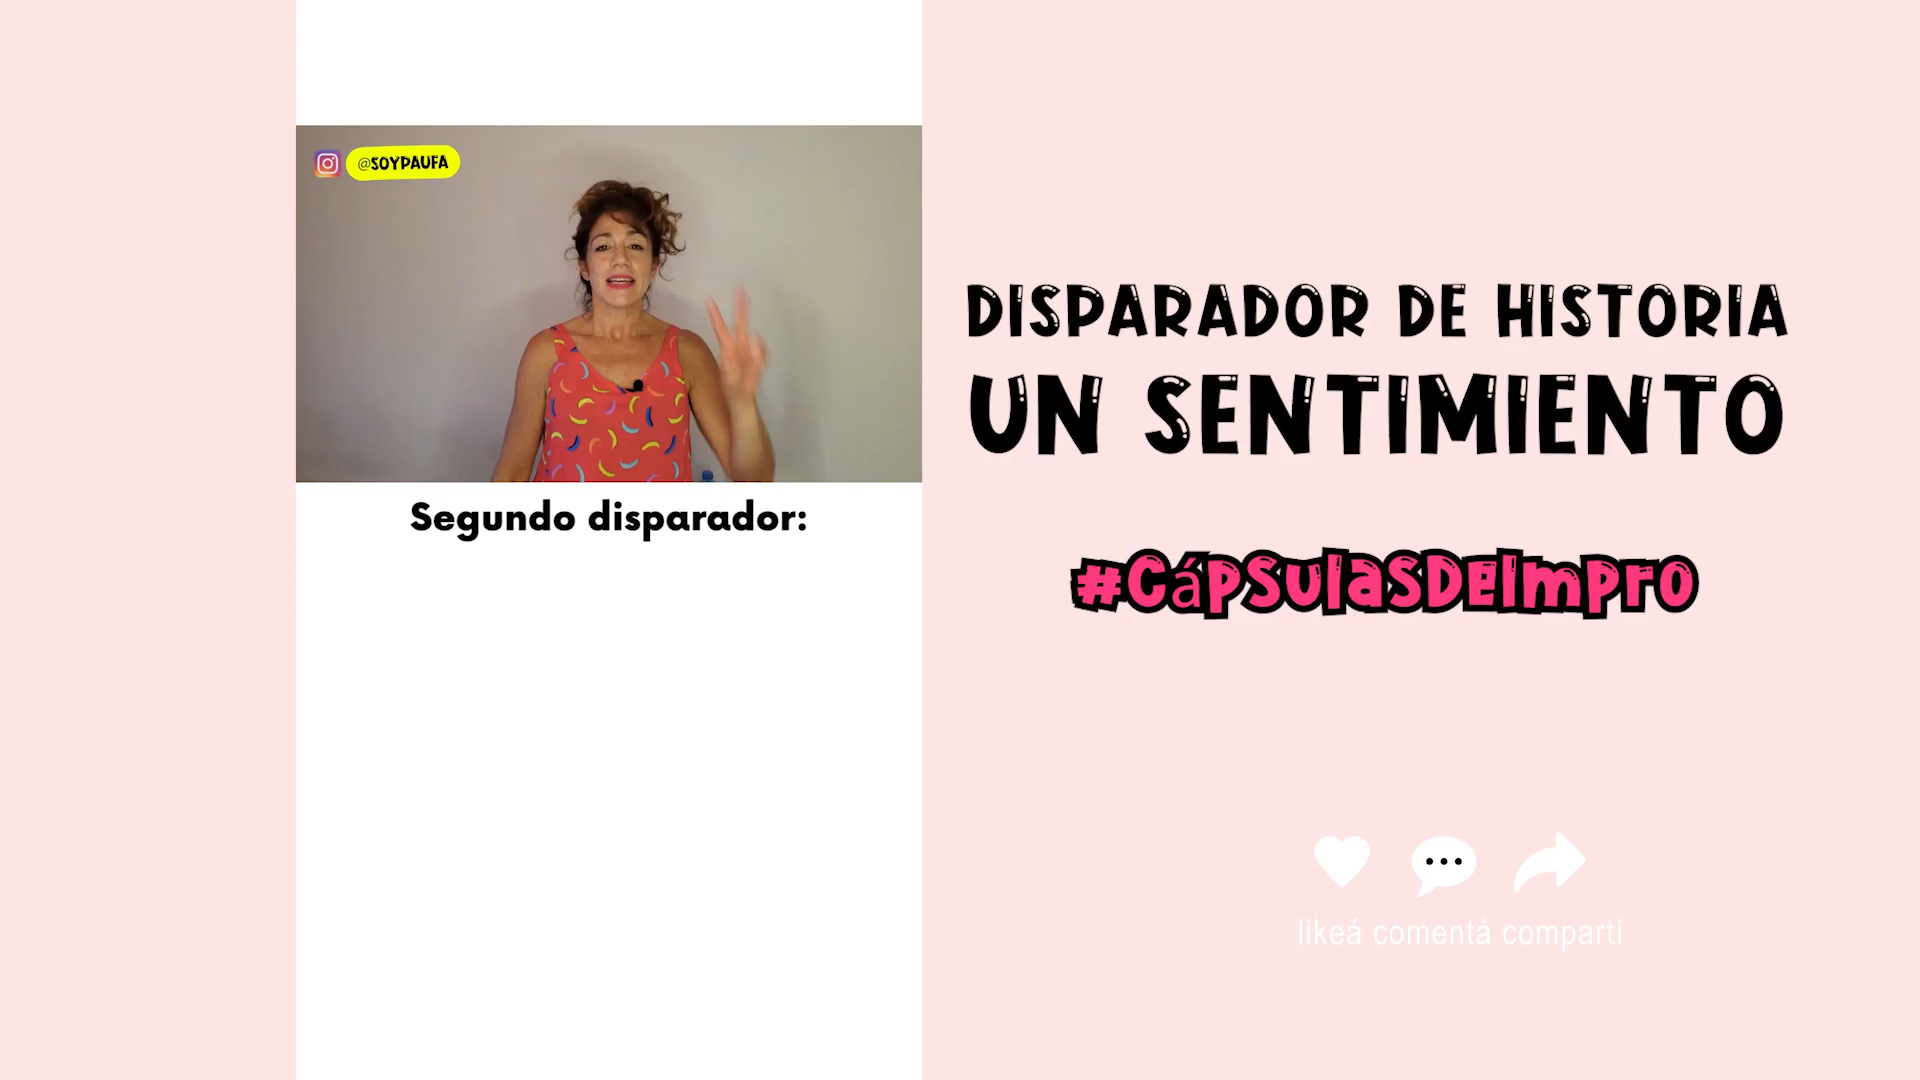 @SOYPAUFA
Segundo disparador:
DISPARADOR DE HISTORIA
UN SENTIMIENTO
#CápsulasDeImpro
likeá comentá compartí